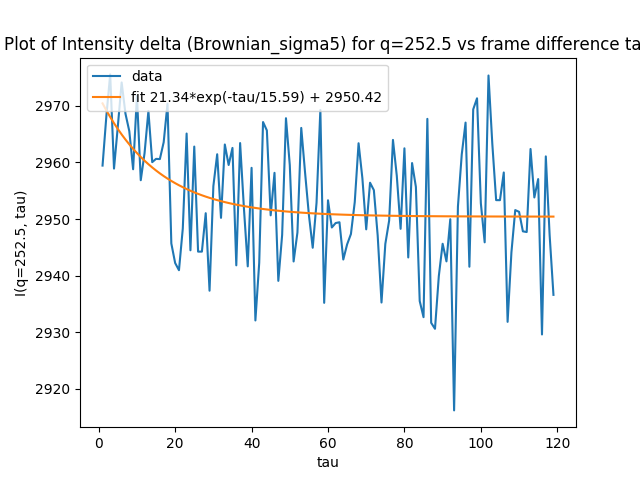 Plot of Intensity delta (Brownian_sigma5) for q=252.5 vs frame difference ta
data
fit 21.34*exp(-tau/15.59) + 2950.42
I(q=252.5, tau)
2970
2960
2950
2940
2930
2920
0 20 40 60 80 100 120
tau